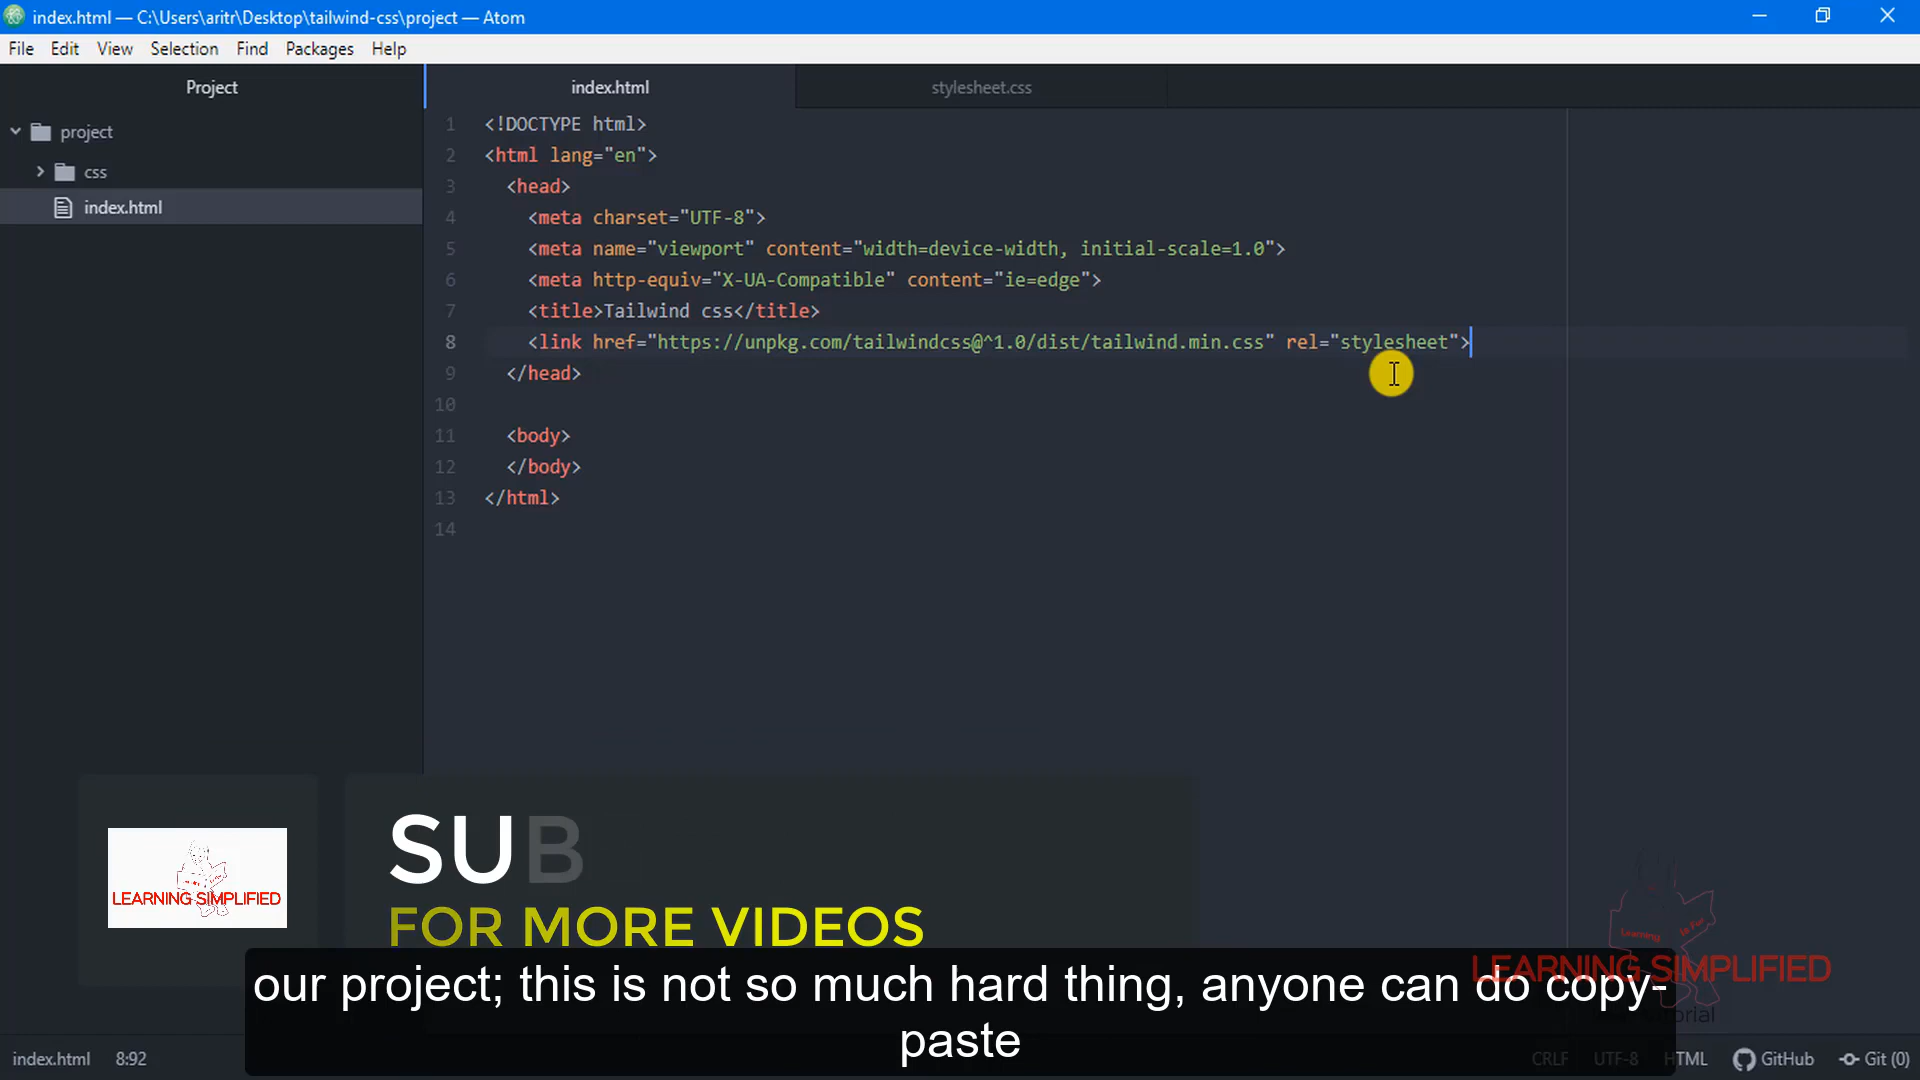 index.html — C:\Users\aritr\Desktop\tailwind-css\project — Atom
File Edit View Selection Find Packages Help
Project
index.html
stylesheet.css
project
css
index.html
1 <!DOCTYPE html>
2 <html lang="en">
3 <head>
4 <meta charset="UTF-8">
5 <meta name="viewport" content="width=device-width, initial-scale=1.0">
6 <meta http-equiv="X-UA-Compatible" content="ie=edge">
7 <title>Tailwind css</title>
8 <link href="https://unpkg.com/tailwindcss@^1.0/dist/tailwind.min.css" rel="stylesheet">
9 </head>
10
11 <body>
12 </body>
13 </html>
14
LEARNING SIMPLIFIED
SUB
FOR MORE VIDEOS
Learning Is For
LEARNING SIMPLIFIED
our project; this is not so much hard thing, anyone can do copy-
paste
index.html 8:92
CRLF UTF-8 HTML GitHub Git (0)